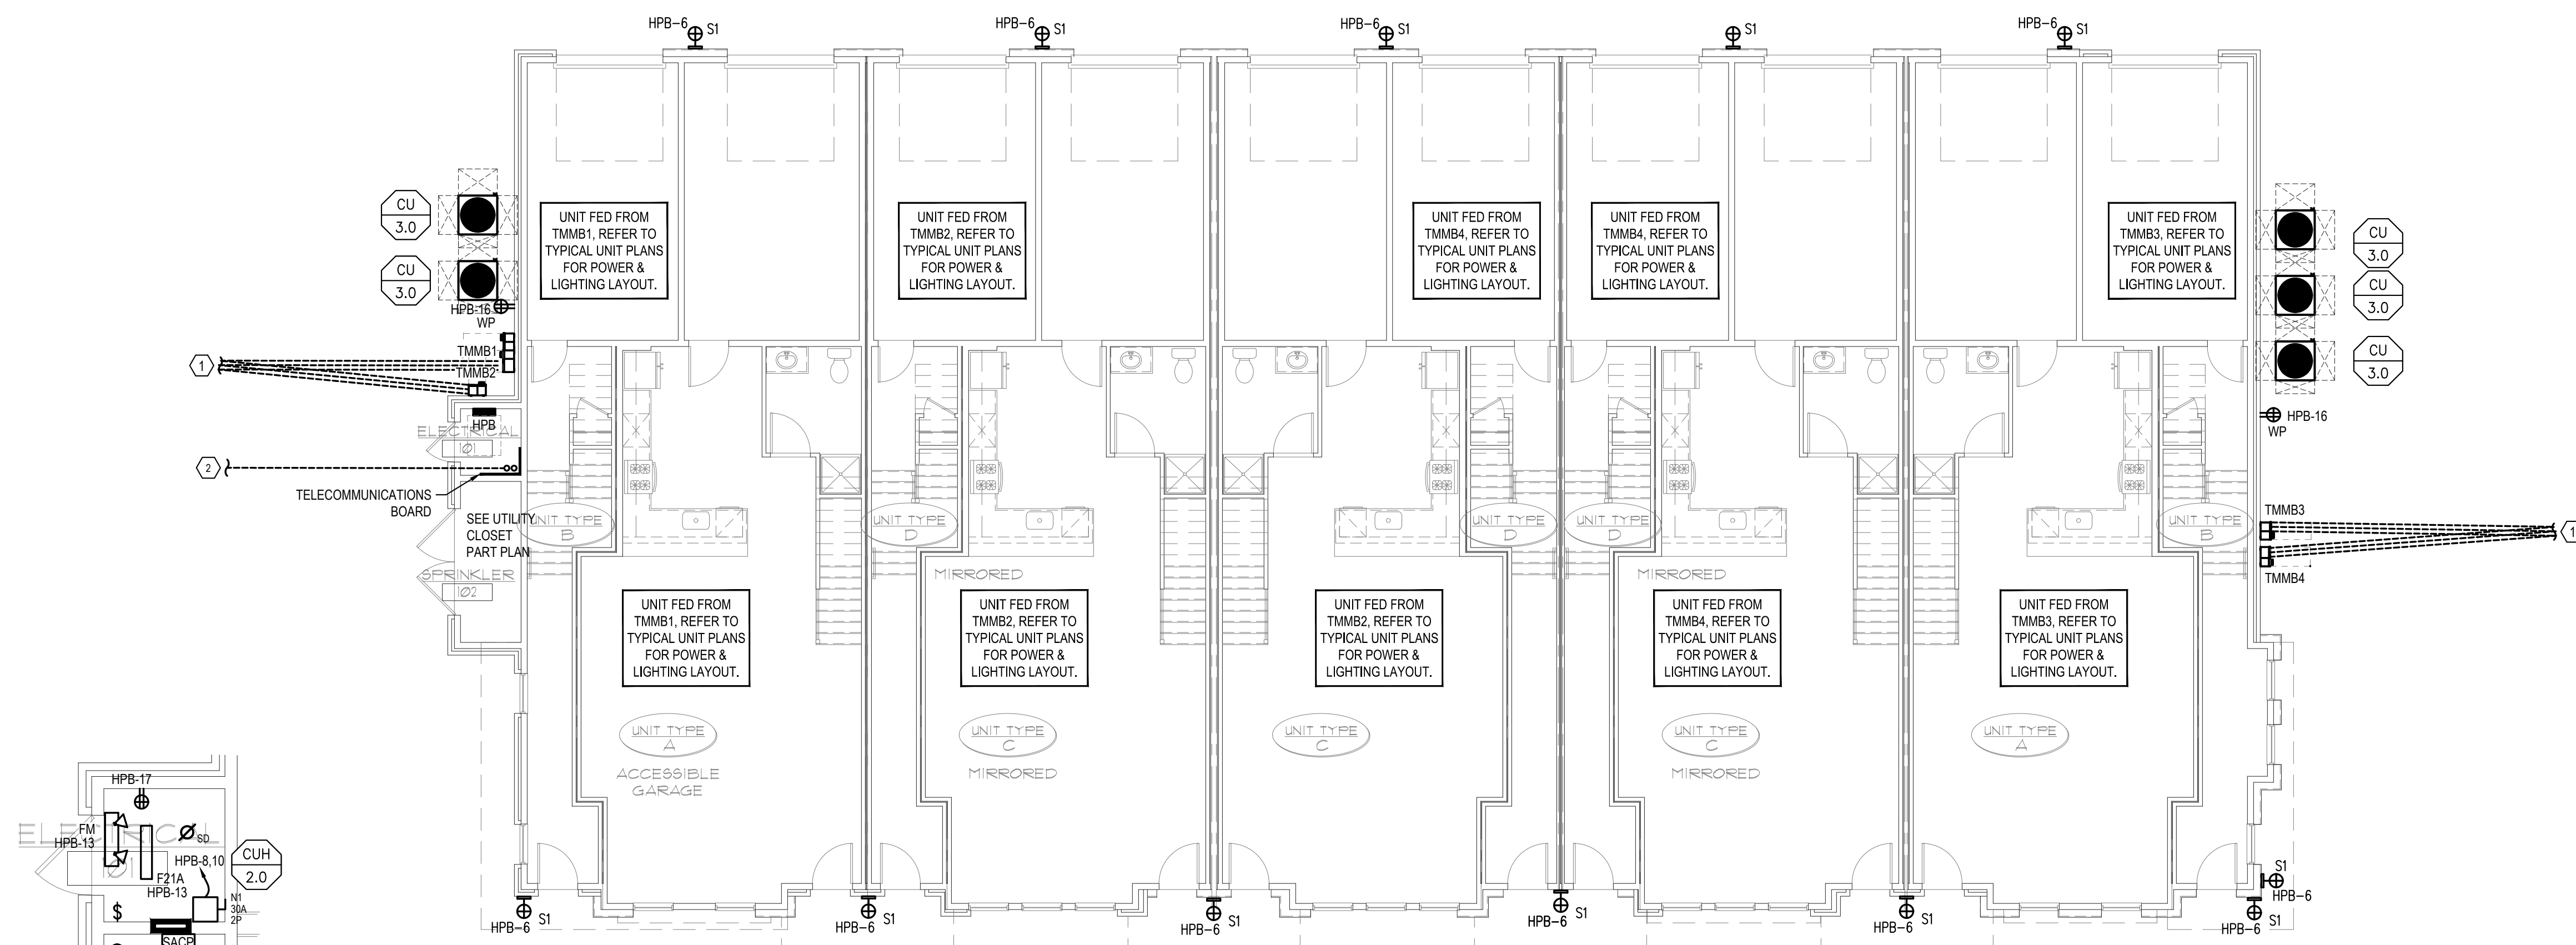 HPB-6 S1
HPB-6 S1
HPB-6 S1
S1
HPB-6 S1
CU
3.0
CU
3.0
HPB-16
WP
1
TMMB1
TMMB2
HPB
ELECTRICAL
101
2
TELECOMMUNICATIONS
BOARD
SEE UTILITY
CLOSET
PART PLAN
SPRINKLER
102
UNIT FED FROM
TMMB1, REFER TO
TYPICAL UNIT PLANS
FOR POWER &
LIGHTING LAYOUT.
UNIT FED FROM
TMMB2, REFER TO
TYPICAL UNIT PLANS
FOR POWER &
LIGHTING LAYOUT.
UNIT FED FROM
TMMB4, REFER TO
TYPICAL UNIT PLANS
FOR POWER &
LIGHTING LAYOUT.
UNIT FED FROM
TMMB4, REFER TO
TYPICAL UNIT PLANS
FOR POWER &
LIGHTING LAYOUT.
UNIT FED FROM
TMMB3, REFER TO
TYPICAL UNIT PLANS
FOR POWER &
LIGHTING LAYOUT.
CU
3.0
CU
3.0
CU
3.0
HPB-16
WP
UNIT TYPE
B
UNIT TYPE
D
UNIT TYPE
D
UNIT TYPE
D
UNIT TYPE
B
TMMB3
1
TMMB4
MIRRORED
MIRRORED
UNIT FED FROM
TMMB1, REFER TO
TYPICAL UNIT PLANS
FOR POWER &
LIGHTING LAYOUT.
UNIT FED FROM
TMMB2, REFER TO
TYPICAL UNIT PLANS
FOR POWER &
LIGHTING LAYOUT.
UNIT FED FROM
TMMB2, REFER TO
TYPICAL UNIT PLANS
FOR POWER &
LIGHTING LAYOUT.
UNIT FED FROM
TMMB4, REFER TO
TYPICAL UNIT PLANS
FOR POWER &
LIGHTING LAYOUT.
UNIT FED FROM
TMMB3, REFER TO
TYPICAL UNIT PLANS
FOR POWER &
LIGHTING LAYOUT.
UNIT TYPE
A
ACCESSIBLE
GARAGE
UNIT TYPE
C
MIRRORED
UNIT TYPE
C
UNIT TYPE
C
MIRRORED
UNIT TYPE
A
HPB-17
ELECTRICAL
101
FM
HPB-13
SD
HPB-8,10
F21A
HPB-13
CUH
2.0
N1
30A
2P
$
SACP
HPB-6 S1
HPB-6 S1
HPB-6 S1
HPB-6 S1
HPB-6 S1
S1
HPB-6
HPB-6 S1